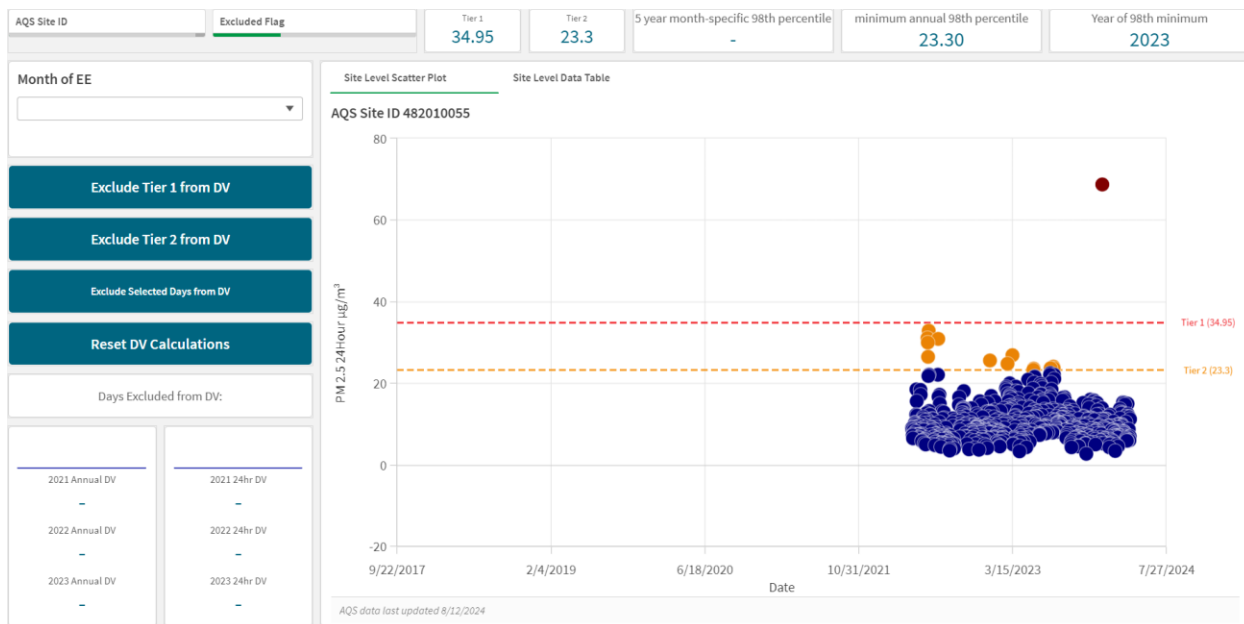 AQS Site ID
Excluded Flag
Tier 1
34.95
Tier 2
23.3
5 year month-specific 98th percentile
-
minimum annual 98th percentile
23.30
Year of 98th minimum
2023
Month of EE
Exclude Tier 1 from DV
Exclude Tier 2 from DV
Exclude Selected Days from DV
Reset DV Calculations
Days Excluded from DV:
2021 Annual DV
-
2022 Annual DV
-
2023 Annual DV
-
2021 24hr DV
-
2022 24hr DV
-
2023 24hr DV
-
Site Level Scatter Plot
Site Level Data Table
AQS Site ID 482010055
PM 2.5 24Hour µg/m³
80
60
40
20
0
-20
Tier 1 (34.95)
Tier 2 (23.3)
9/22/2017
2/4/2019
6/18/2020
10/31/2021
3/15/2023
7/27/2024
Date
AQS data last updated 8/12/2024